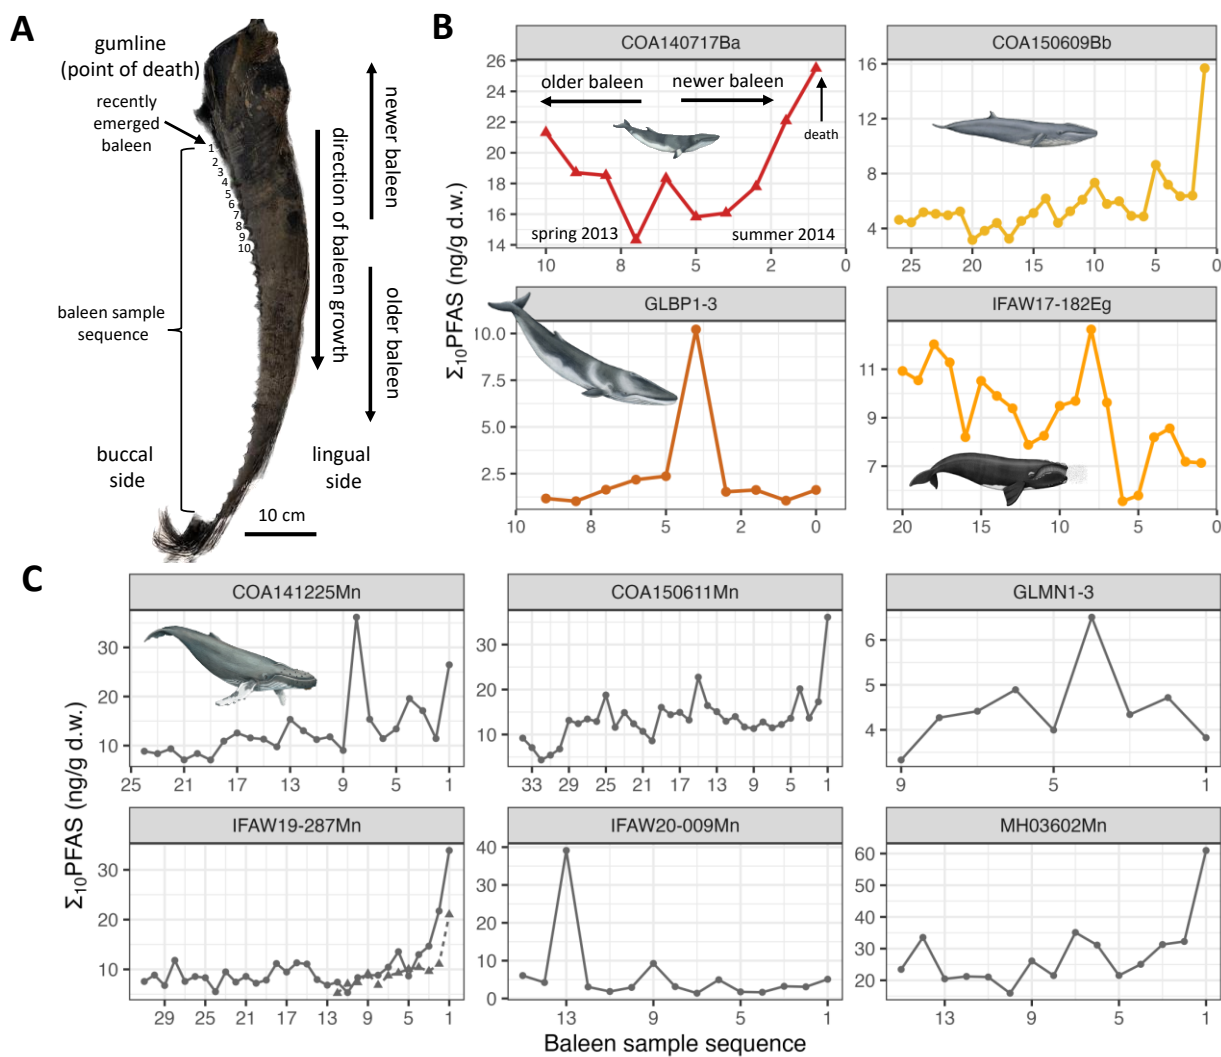 A
gumline
(point of death)
recently
emerged
baleen
1
2
3
4
5
6
7
8
9
10
baleen sample
sequence
newer baleen
direction of baleen growth
older baleen
buccal
side
lingual
side
10 cm
B
COA140717Ba
26
24
22
20
18
16
14
older baleen
newer baleen
death
spring 2013
summer 2014
10
8
5
2
0
COA150609Bb
16
12
8
4
25
20
15
10
5
0
Σ10PFAS (ng/g d.w.)
GLBP1-3
10.0
7.5
5.0
2.5
10
8
5
2
0
IFAW17-182Eg
11
9
7
20
15
10
5
0
C
COA141225Mn
30
20
10
25
21
17
13
9
5
1
COA150611Mn
30
20
10
33
29
25
21
17
13
9
5
1
GLMN1-3
6
5
4
9
5
1
Σ10PFAS (ng/g d.w.)
IFAW19-287Mn
30
20
10
29
25
21
17
13
9
5
1
IFAW20-009Mn
40
30
20
10
0
13
9
5
1
MH03602Mn
60
50
40
30
20
13
9
5
1
Baleen sample sequence